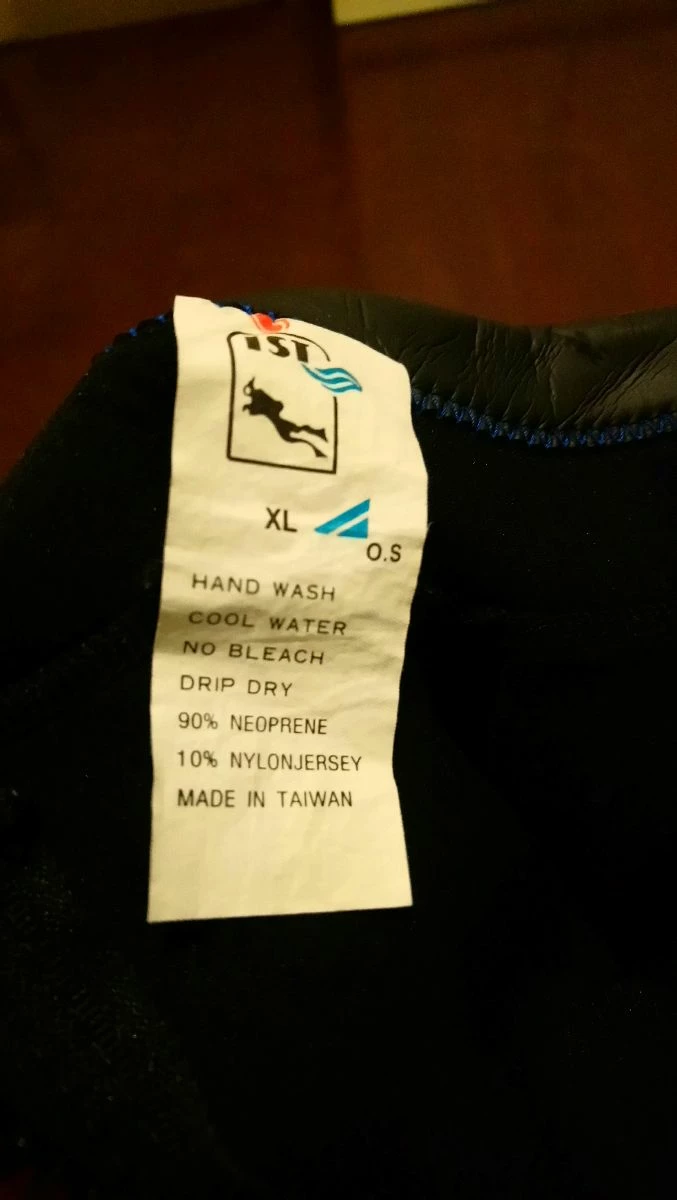 IST
XL
O.S
HAND WASH
COOL WATER
NO BLEACH
DRIP DRY
90% NEOPRENE
10% NYLONJERSEY
MADE IN TAIWAN